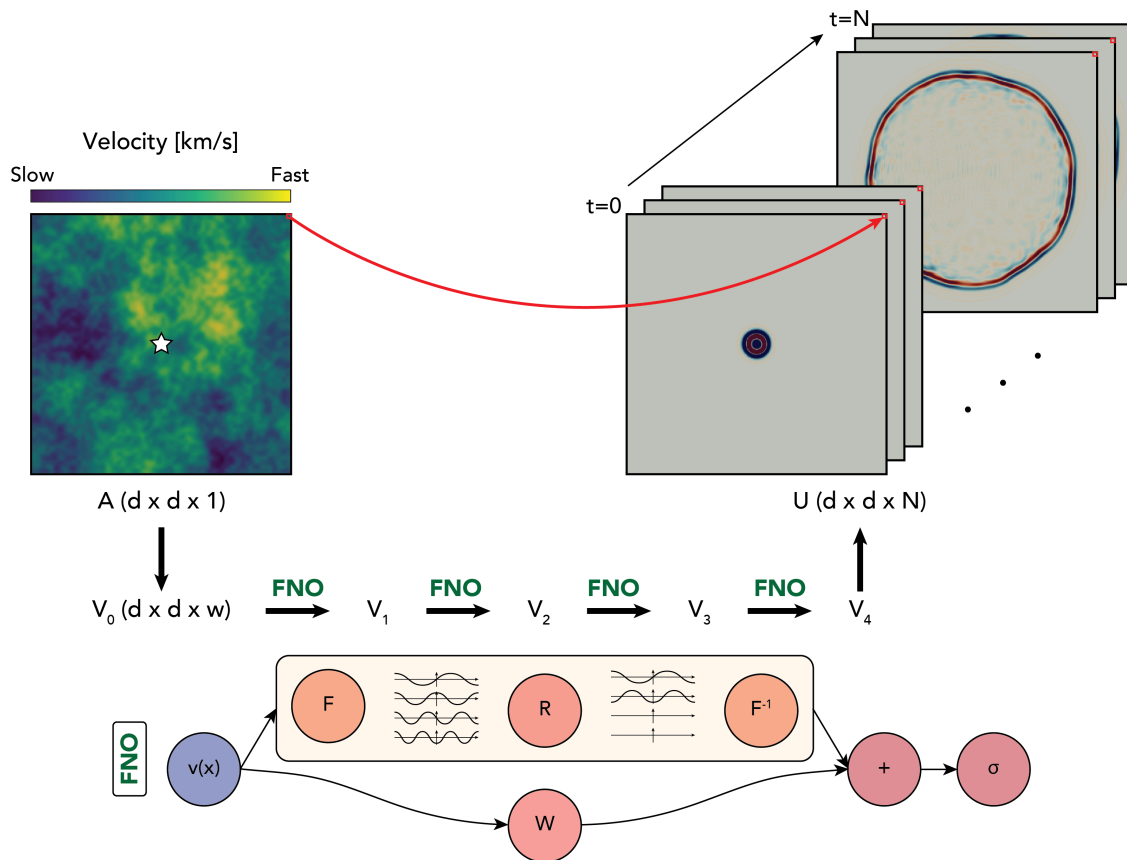 t=N
Velocity [km/s]
Slow
Fast
t=0
A (d x d x 1)
U (d x d x N)
V₀ (d x d x w)
FNO
V₁
FNO
V₂
FNO
V₃
FNO
V₄
FNO
v(x)
F
R
F⁻¹
W
+
σ